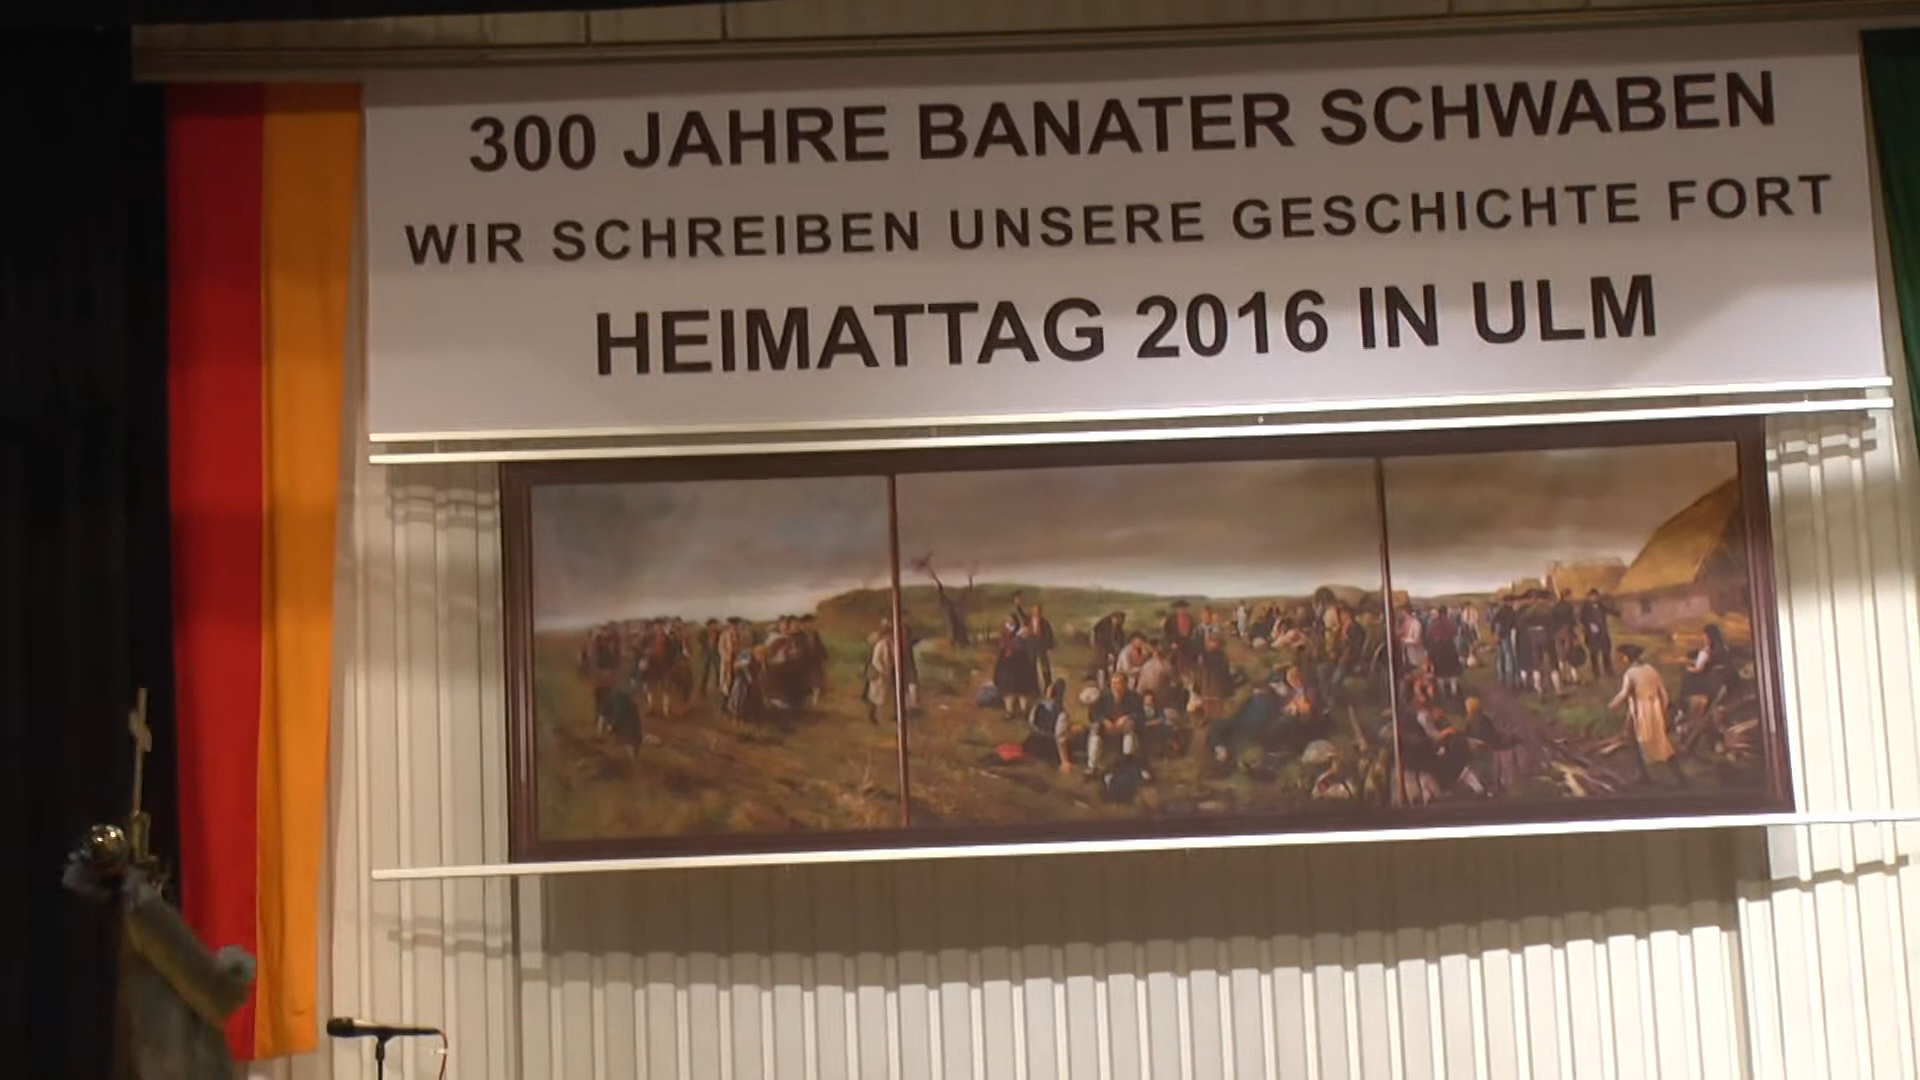 300 JAHRE BANATER SCHWABEN
WIR SCHREIBEN UNSERE GESCHICHTE FORT
HEIMATTAG 2016 IN ULM